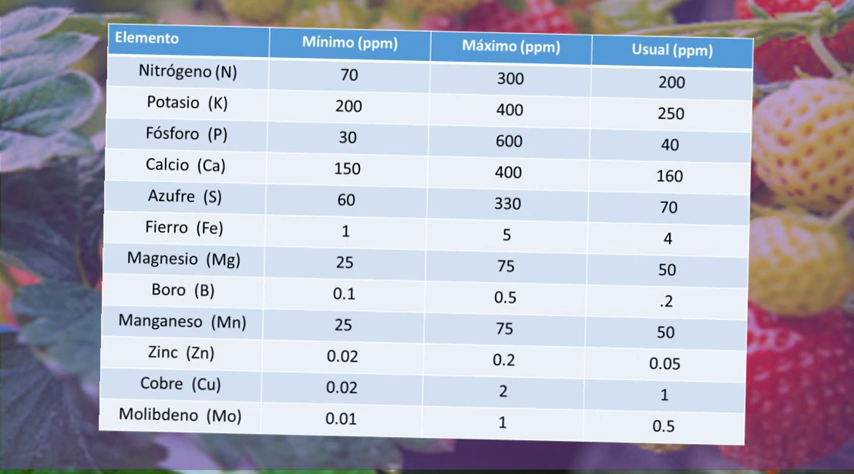 Elemento Mínimo (ppm) Máximo (ppm) Usual (ppm)
Nitrógeno (N) 70 300 200
Potasio (K) 200 400 250
Fósforo (P) 30 600 40
Calcio (Ca) 150 400 160
Azufre (S) 60 330 70
Fierro (Fe) 1 5 4
Magnesio (Mg) 25 75 50
Boro (B) 0.1 0.5 .2
Manganeso (Mn) 25 75 50
Zinc (Zn) 0.02 0.2 0.05
Cobre (Cu) 0.02 2 1
Molibdeno (Mo) 0.01 1 0.5